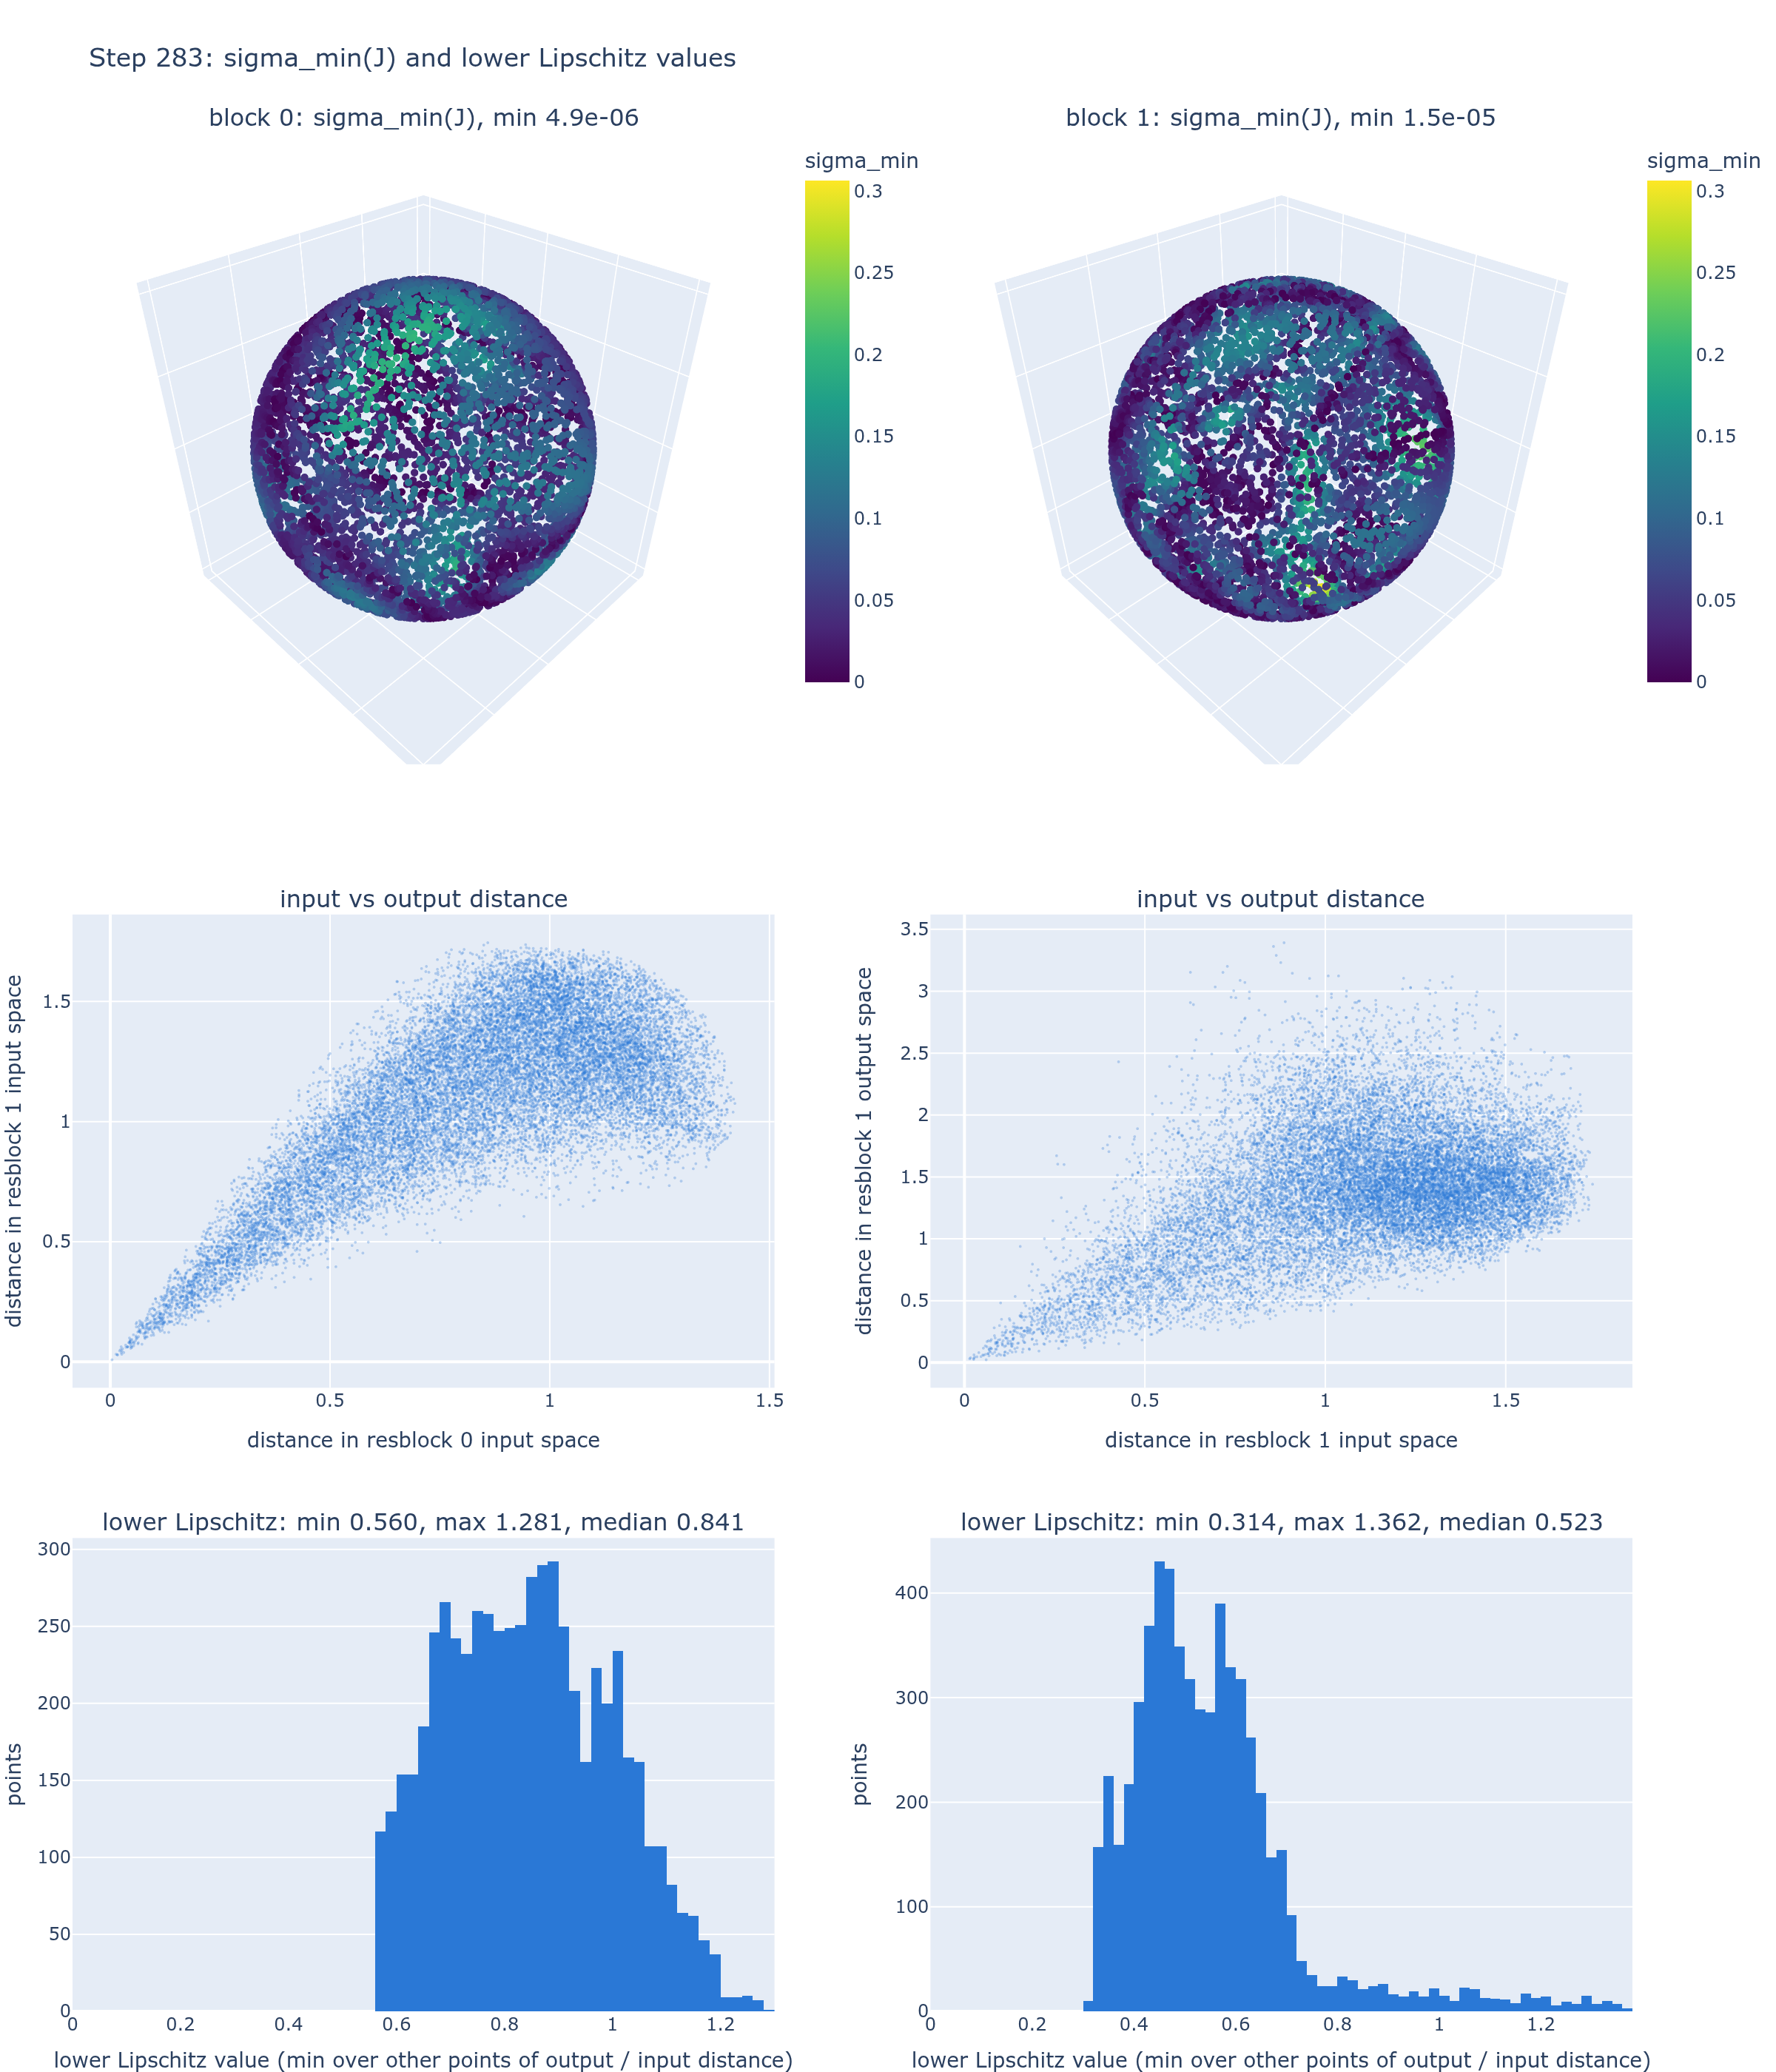 Step 283: sigma_min(J) and lower Lipschitz values
block 0: sigma_min(J), min 4.9e-06
block 1: sigma_min(J), min 1.5e-05
sigma_min
0.3
0.25
0.2
0.15
0.1
0.05
0
sigma_min
0.3
0.25
0.2
0.15
0.1
0.05
0
input vs output distance
distance in resblock 1 input space
1.5
1
0.5
0
0 0.5 1 1.5
distance in resblock 0 input space
input vs output distance
distance in resblock 1 output space
3.5
3
2.5
2
1.5
1
0.5
0
0 0.5 1 1.5
distance in resblock 1 input space
lower Lipschitz: min 0.560, max 1.281, median 0.841
points
300
250
200
150
100
50
0
0 0.2 0.4 0.6 0.8 1 1.2
lower Lipschitz value (min over other points of output / input distance)
lower Lipschitz: min 0.314, max 1.362, median 0.523
points
400
300
200
100
0
0 0.2 0.4 0.6 0.8 1 1.2
lower Lipschitz value (min over other points of output / input distance)